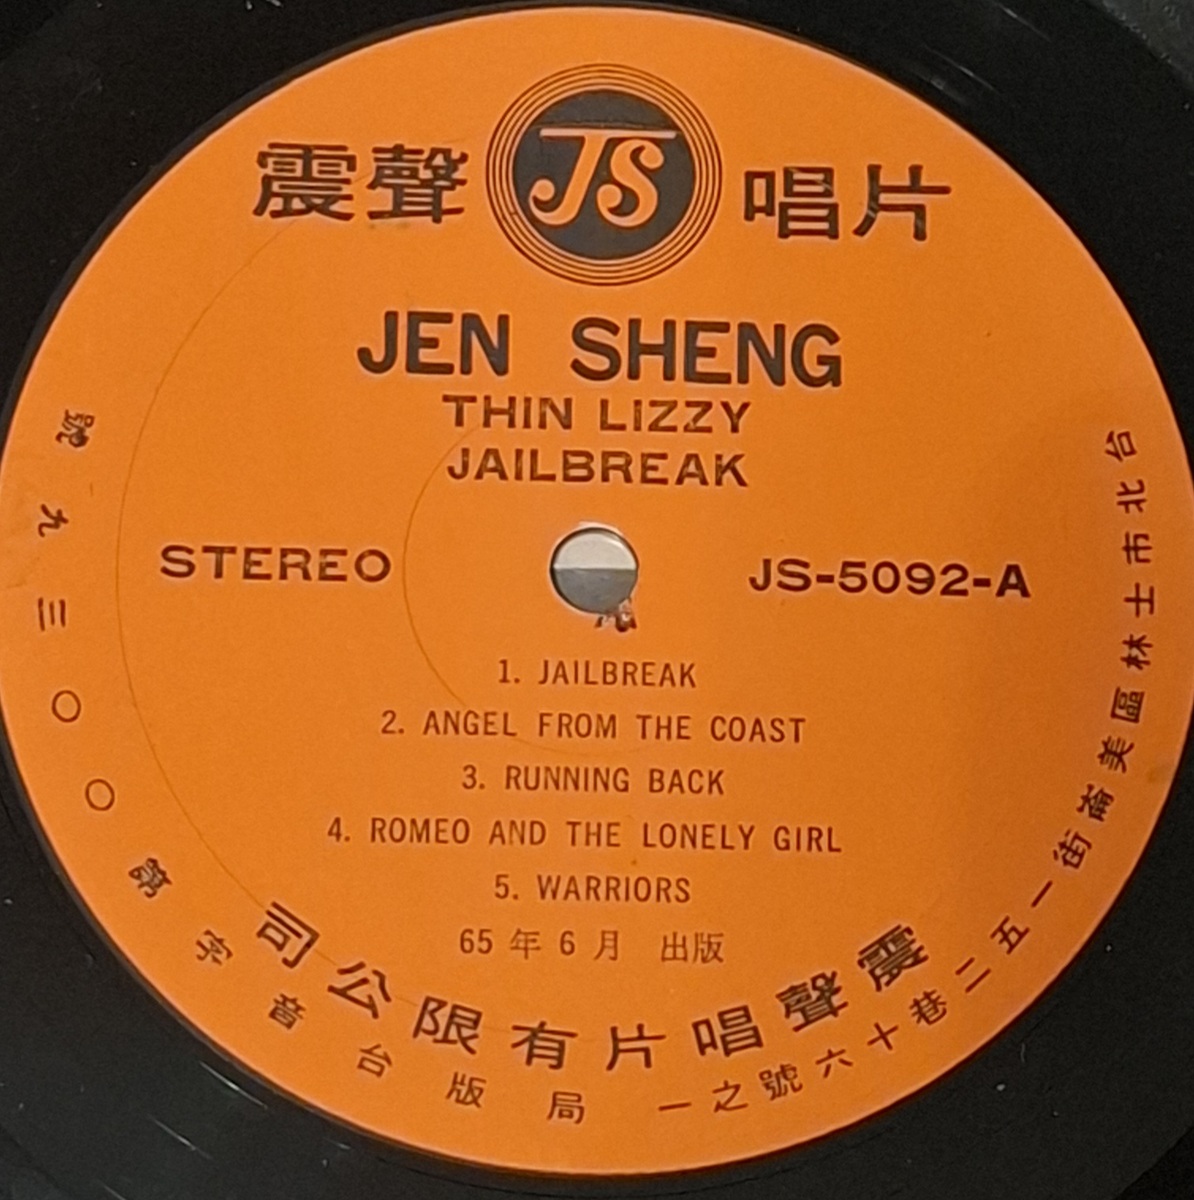 震聲 JS 唱片
JEN SHENG
THIN LIZZY
JAILBREAK
STEREO
JS-5092-A
1. JAILBREAK
2. ANGEL FROM THE COAST
3. RUNNING BACK
4. ROMEO AND THE LONELY GIRL
5. WARRIORS
65年6月 出版
震聲唱片有限公司
台北市士林區美崙街一五二巷十六號之一
局版台音字第〇〇三九號